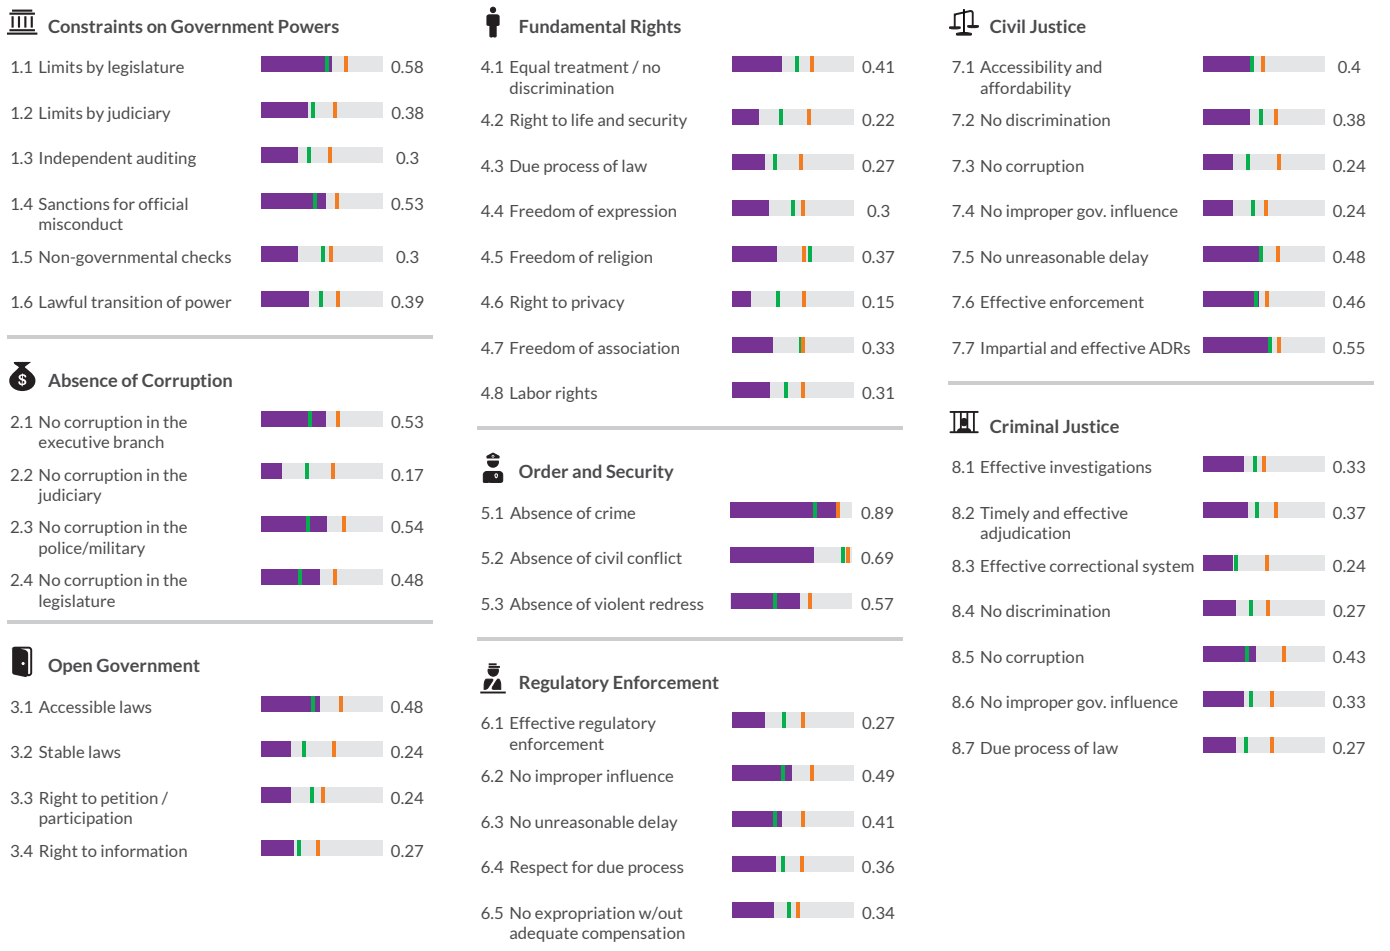 Constraints on Government Powers
1.1 Limits by legislature 0.58
1.2 Limits by judiciary 0.38
1.3 Independent auditing 0.3
1.4 Sanctions for official 0.53
misconduct
1.5 Non-governmental checks 0.3
1.6 Lawful transition of power 0.39
Absence of Corruption
2.1 No corruption in the 0.53
executive branch
2.2 No corruption in the 0.17
judiciary
2.3 No corruption in the 0.54
police/military
2.4 No corruption in the 0.48
legislature
Open Government
3.1 Accessible laws 0.48
3.2 Stable laws 0.24
3.3 Right to petition / 0.24
participation
3.4 Right to information 0.27
Fundamental Rights
4.1 Equal treatment / no 0.41
discrimination
4.2 Right to life and security 0.22
4.3 Due process of law 0.27
4.4 Freedom of expression 0.3
4.5 Freedom of religion 0.37
4.6 Right to privacy 0.15
4.7 Freedom of association 0.33
4.8 Labor rights 0.31
Order and Security
5.1 Absence of crime 0.89
5.2 Absence of civil conflict 0.69
5.3 Absence of violent redress 0.57
Regulatory Enforcement
6.1 Effective regulatory 0.27
enforcement
6.2 No improper influence 0.49
6.3 No unreasonable delay 0.41
6.4 Respect for due process 0.36
6.5 No expropriation w/out 0.34
adequate compensation
Civil Justice
7.1 Accessibility and 0.4
affordability
7.2 No discrimination 0.38
7.3 No corruption 0.24
7.4 No improper gov. influence 0.24
7.5 No unreasonable delay 0.48
7.6 Effective enforcement 0.46
7.7 Impartial and effective ADRs 0.55
Criminal Justice
8.1 Effective investigations 0.33
8.2 Timely and effective 0.37
adjudication
8.3 Effective correctional system 0.24
8.4 No discrimination 0.27
8.5 No corruption 0.43
8.6 No improper gov. influence 0.33
8.7 Due process of law 0.27